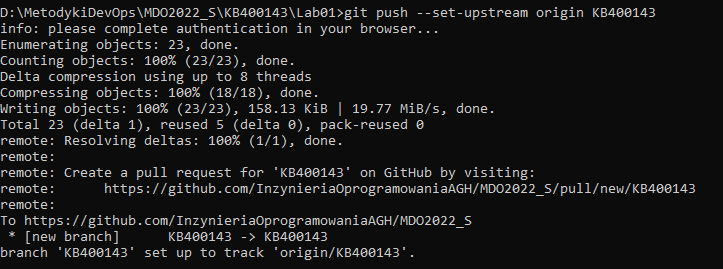 D:\MetodykiDevOps\MDO2022_S\KB400143\Lab01>git push --set-upstream origin KB400143
info: please complete authentication in your browser...
Enumerating objects: 23, done.
Counting objects: 100% (23/23), done.
Delta compression using up to 8 threads
Compressing objects: 100% (18/18), done.
Writing objects: 100% (23/23), 158.13 KiB | 19.77 MiB/s, done.
Total 23 (delta 1), reused 5 (delta 0), pack-reused 0
remote: Resolving deltas: 100% (1/1), done.
remote:
remote: Create a pull request for 'KB400143' on GitHub by visiting:
remote:      https://github.com/InzynieriaOprogramowaniaAGH/MDO2022_S/pull/new/KB400143
remote:
To https://github.com/InzynieriaOprogramowaniaAGH/MDO2022_S
 * [new branch]      KB400143 -> KB400143
branch 'KB400143' set up to track 'origin/KB400143'.